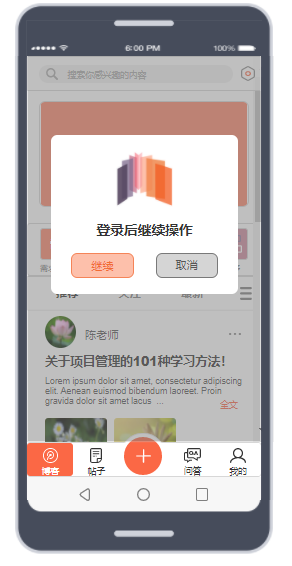 6:00 PM
100%
搜索你感兴趣的内容
登录后继续操作
继续
取消
推荐
关注
最新
陈老师
关于项目管理的101种学习方法!
Lorem ipsum dolor sit amet, consectetur adipiscing
elit. Aenean euismod bibendum laoreet. Proin
gravida dolor sit amet lacus ...
全文
博客
帖子
问答
我的